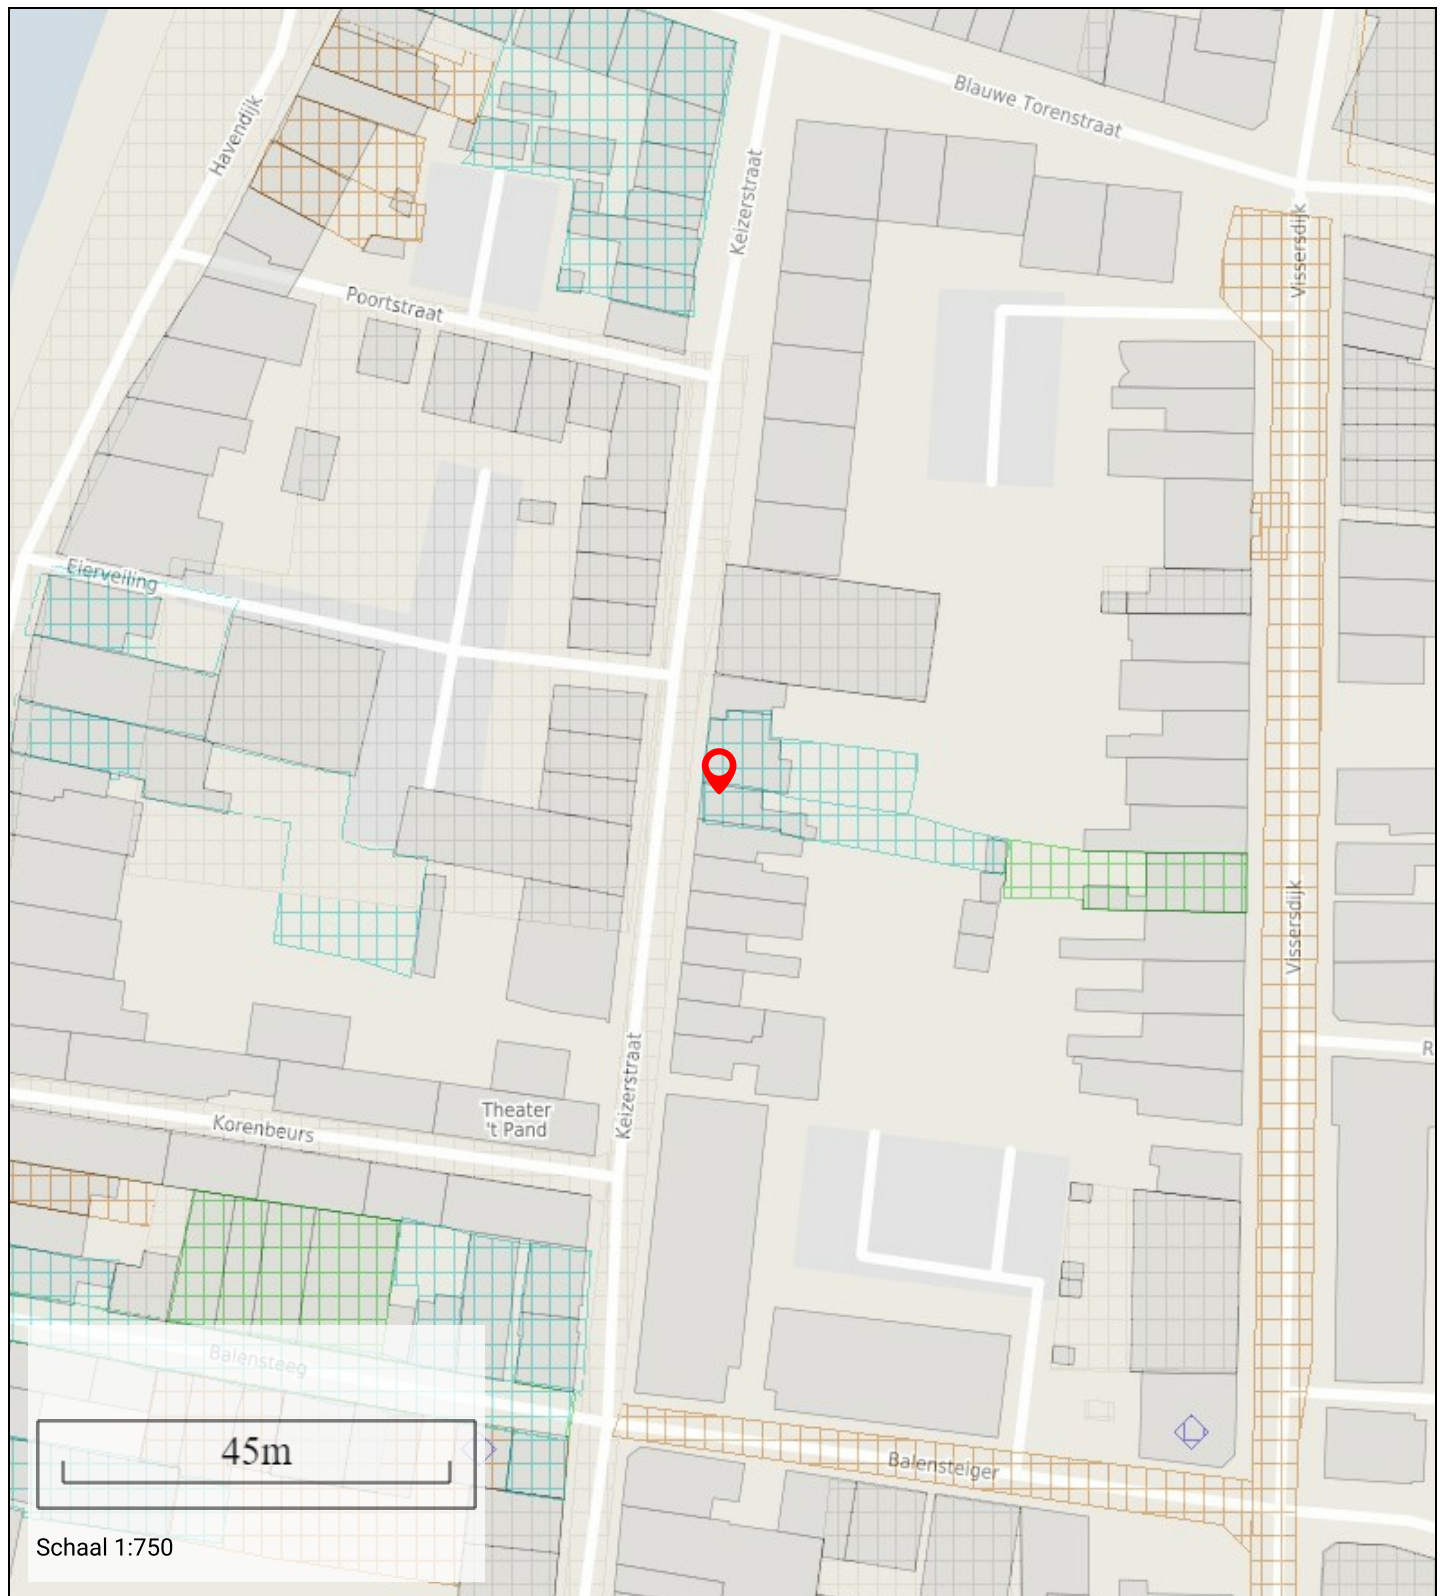 Blauwe Torenstraat
Havendijk
Keizerstraat
Vissersdijk
Poortstraat
Eierveiling
Vissersdijk
Keizerstraat
R
Theater
't Pand
Korenbeurs
Balensteeg
45m
Balensteiger
Schaal 1:750